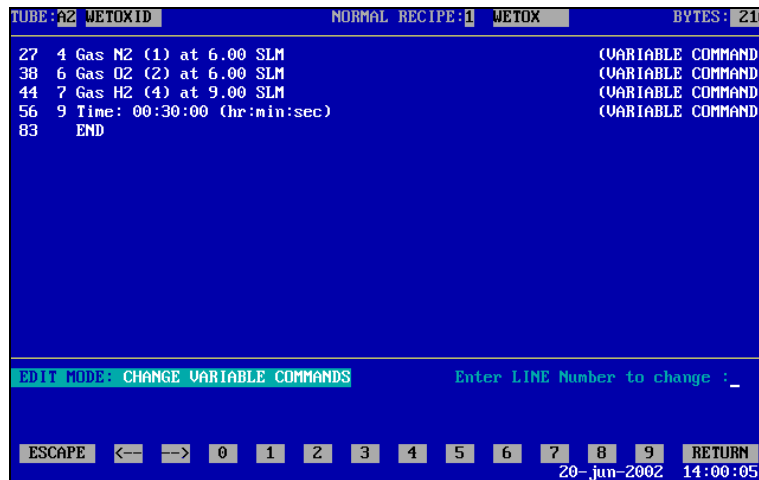 TUBE:A2 WETOXID NORMAL RECIPE:1 WETOX BYTES: 21
27 4 Gas N2 (1) at 6.00 SLM (VARIABLE COMMAND
38 6 Gas O2 (2) at 6.00 SLM (VARIABLE COMMAND
44 7 Gas H2 (4) at 9.00 SLM (VARIABLE COMMAND
56 9 Time: 00:30:00 (hr:min:sec) (VARIABLE COMMAND
83 END
EDIT MODE: CHANGE VARIABLE COMMANDS Enter LINE Number to change :_
ESCAPE <-- --> 0 1 2 3 4 5 6 7 8 9 RETURN
20-jun-2002 14:00:05